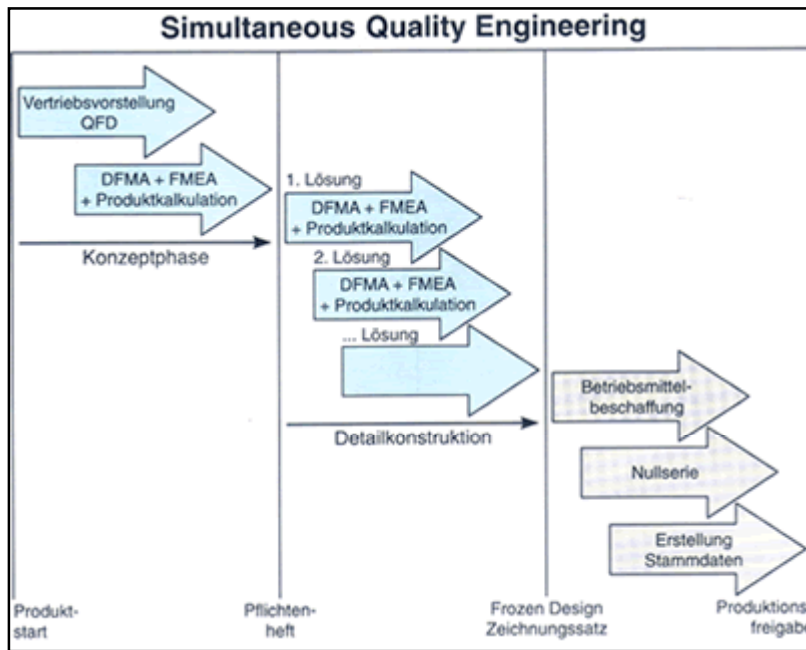 Simultaneous Quality Engineering
Vertriebsvorstellung
QFD
DFMA + FMEA
+ Produktkalkulation
Konzeptphase
1. Lösung
DFMA + FMEA
+ Produktkalkulation
2. Lösung
DFMA + FMEA
+ Produktkalkulation
... Lösung
Detailkonstruktion
Betriebsmittel-
beschaffung
Nullserie
Erstellung
Stammdaten
Produkt-
start
Pflichten-
heft
Frozen Design
Zeichnungssatz
Produktions-
freigabe